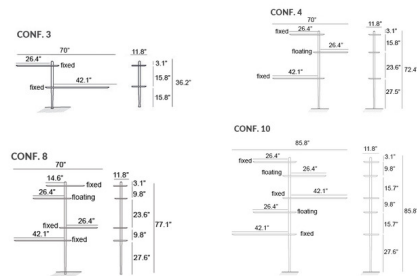 CONF. 3
70"
11.8"
26.4"
fixed
3.1"
15.8"
36.2"
42.1"
fixed
15.8"
CONF. 4
70"
11.8"
fixed
26.4"
3.1"
15.8"
floating
26.4"
23.6"
72.4"
42.1"
fixed
27.5"
CONF. 8
70"
11.8"
14.6"
fixed
3.1"
26.4"
floating
9.8"
23.6"
77.1"
fixed
26.4"
42.1"
fixed
9.8"
27.6"
CONF. 10
85.8"
11.8"
fixed
26.4"
3.1"
9.8"
floating
26.4"
15.7"
fixed
42.1"
9.8"
85.8"
26.4"
floating
15.7"
42.1"
fixed
27.6"